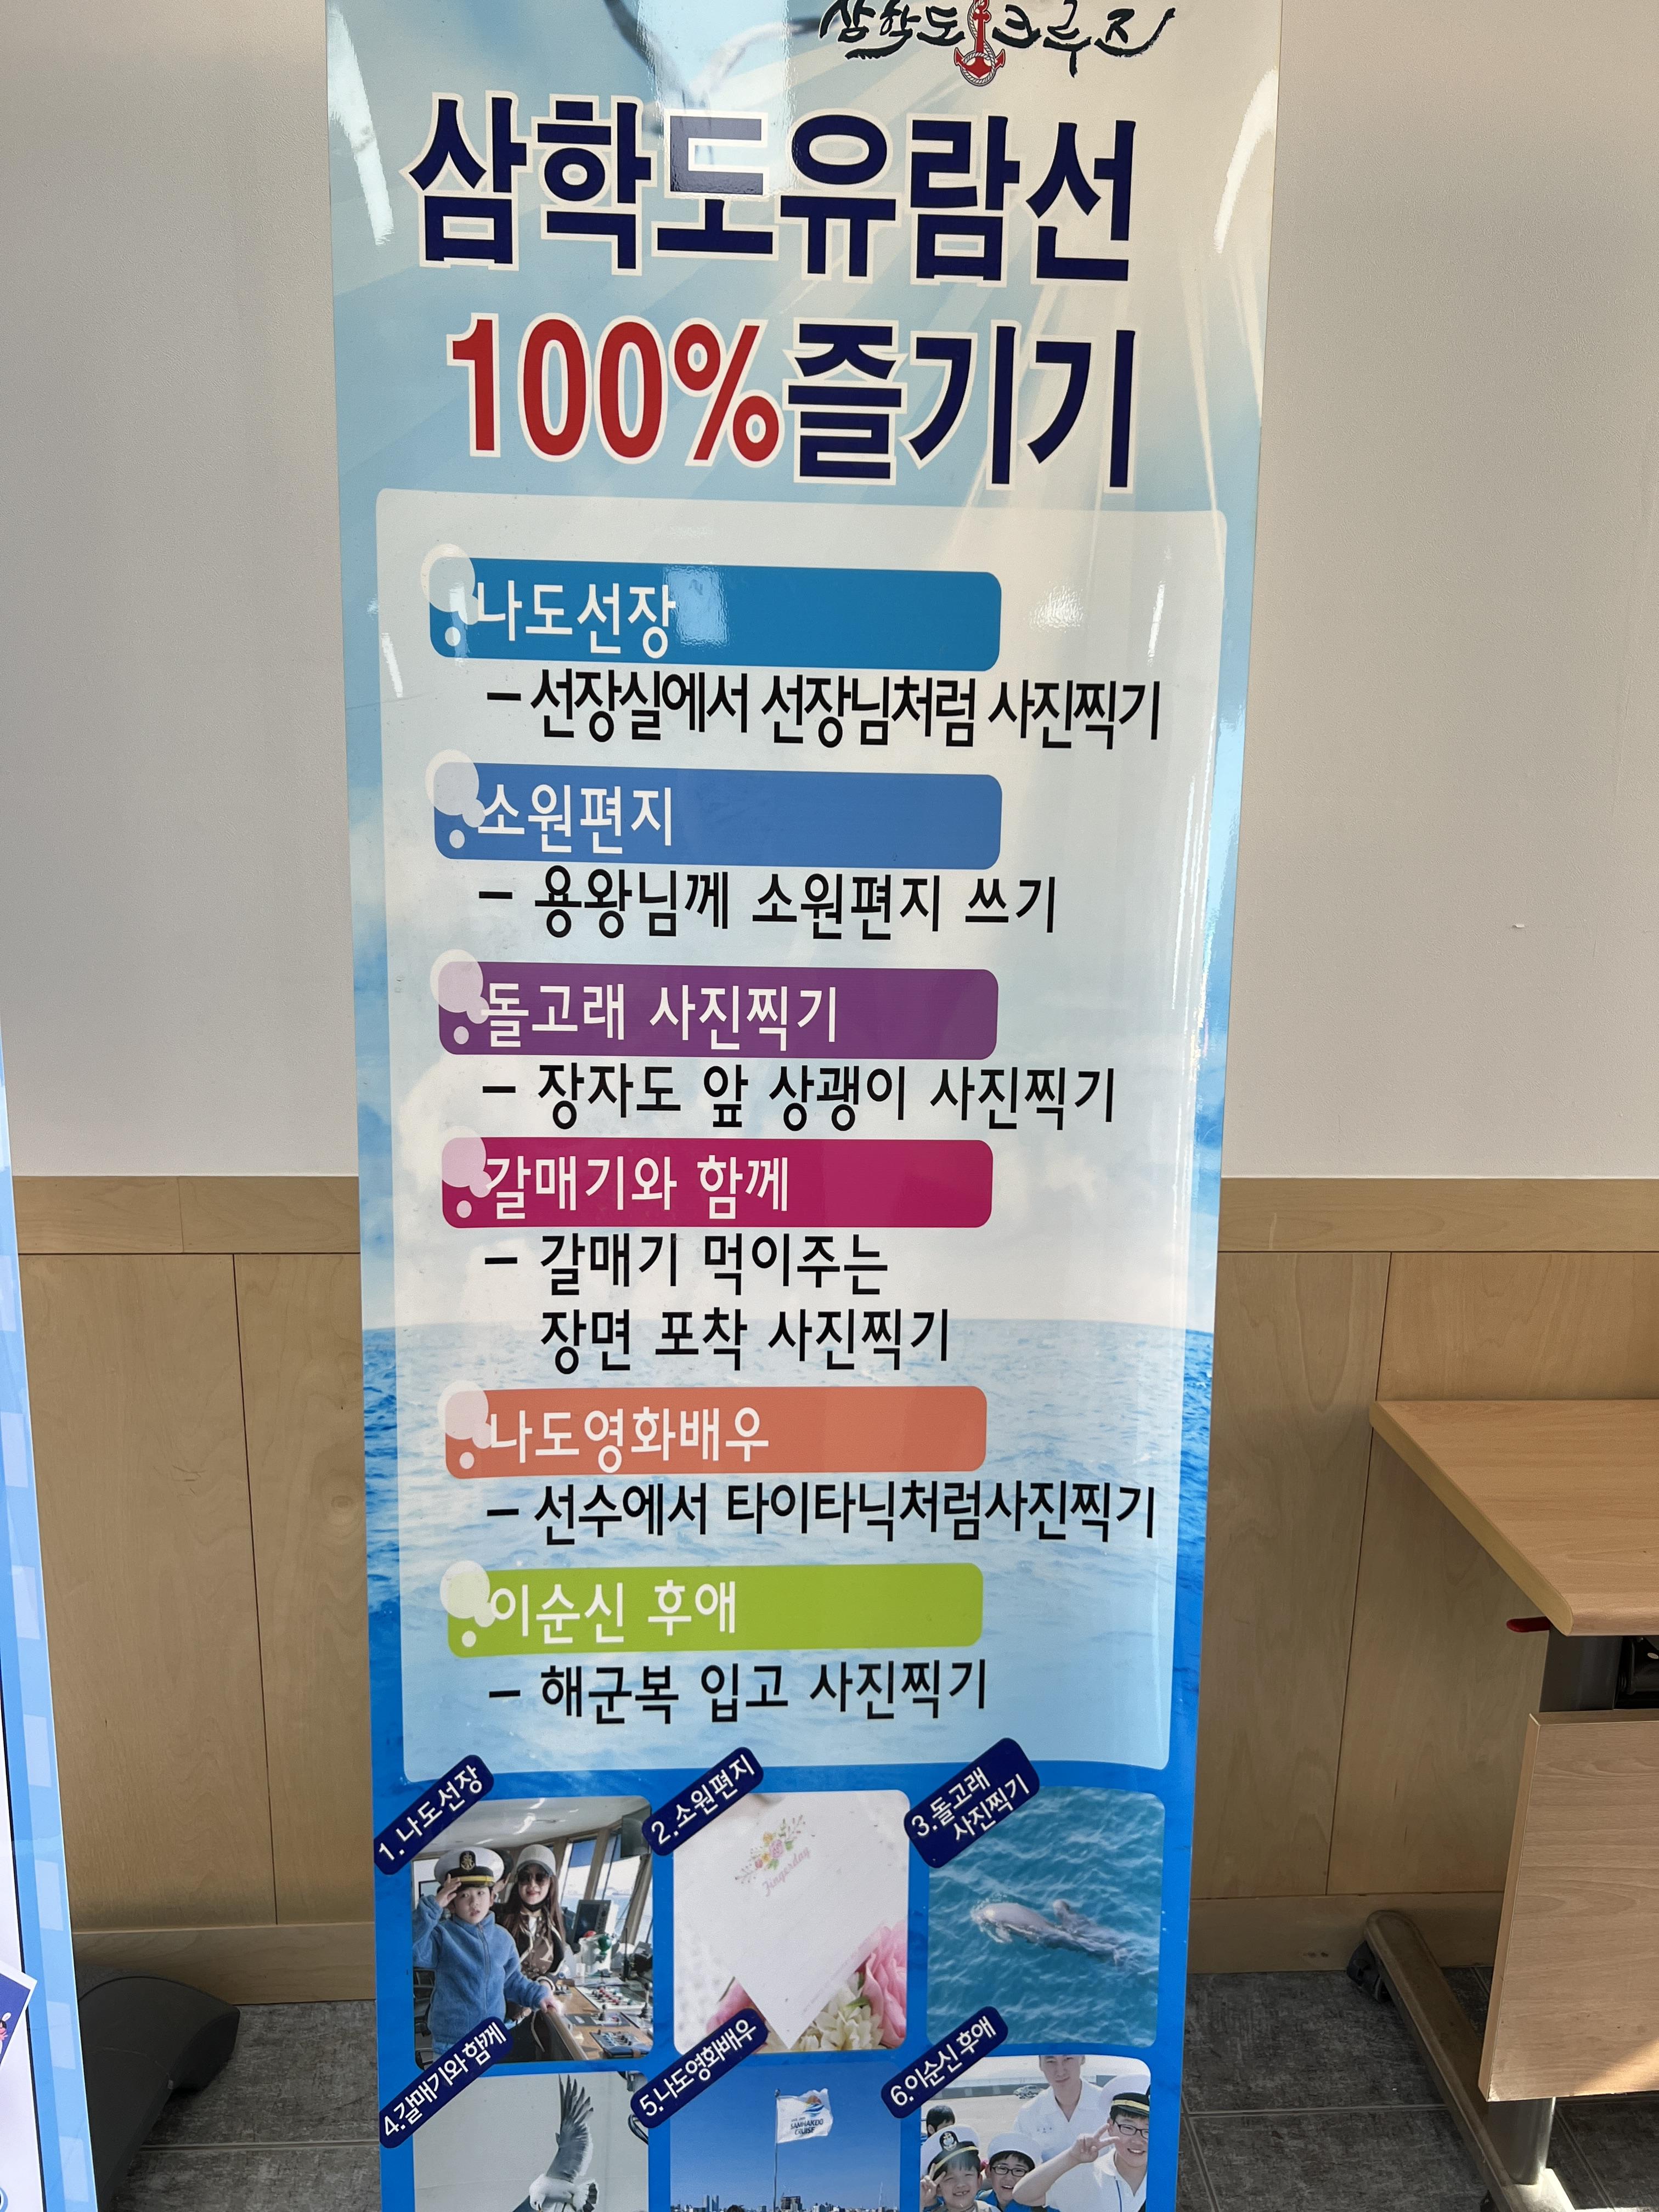 삼학도크루즈
삼학도유람선
100%즐기기
나도선장
- 선장실에서 선장님처럼 사진찍기
소원편지
- 용왕님께 소원편지 쓰기
돌고래 사진찍기
- 장자도 앞 상괭이 사진찍기
갈매기와 함께
- 갈매기 먹이주는
장면 포착 사진찍기
나도영화배우
- 선수에서 타이타닉처럼사진찍기
이순신 후애
- 해군복 입고 사진찍기
1. 나도선장
2.소원편지
3.돌고래
사진찍기
4.갈매기와 함께
5.나도영화배우
6.이순신 후애
SAMHAKDO
CRUISE